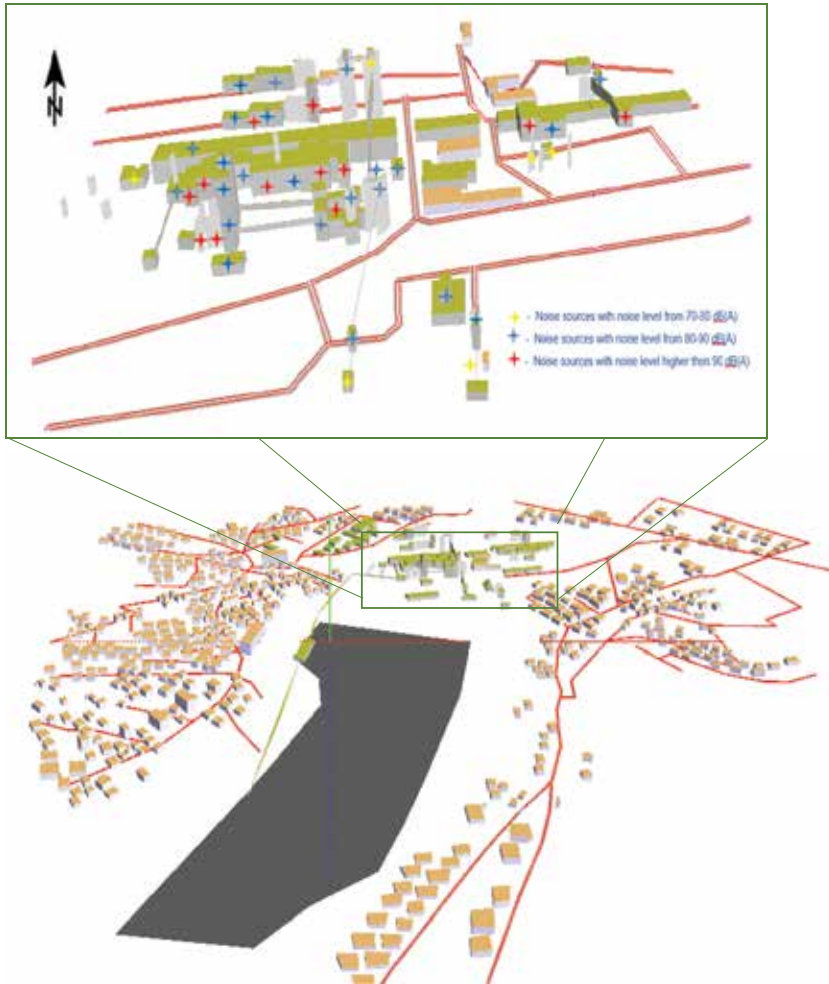 N
- Noise sources with noise level from 70-80 dB(A)
- Noise sources with noise level from 80-90 dB(A)
- Noise sources with noise level higher then 90 dB(A)